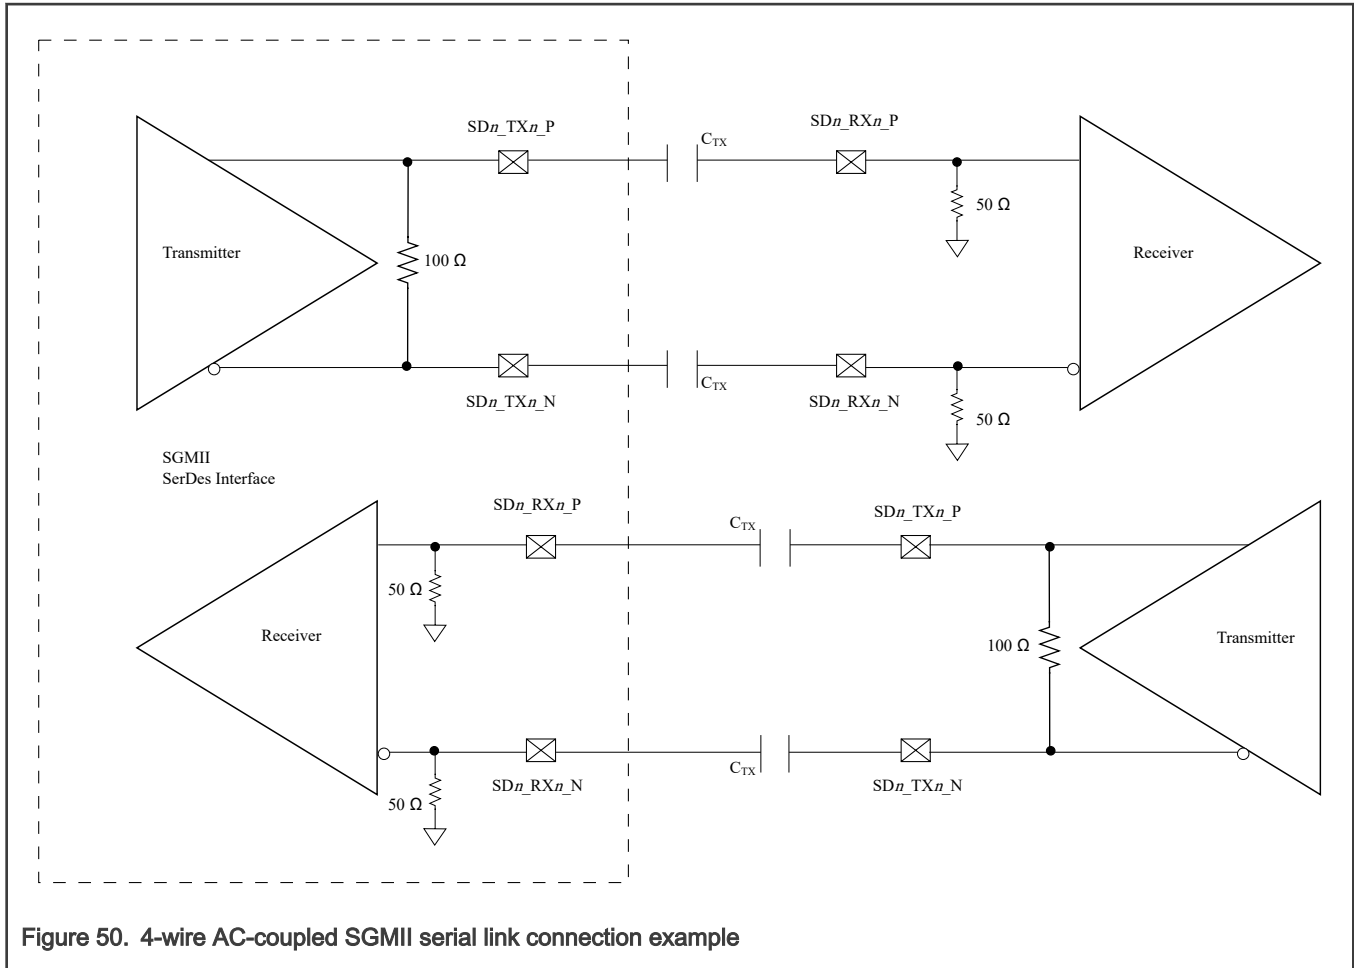 SDn_TXn_P
CTX
SDn_RXn_P
50 Ω
Transmitter
100 Ω
Receiver
CTX
SDn_TXn_N
SDn_RXn_N
50 Ω
SGMII
SerDes Interface
SDn_RXn_P
CTX
SDn_TXn_P
50 Ω
Receiver
100 Ω
Transmitter
CTX
SDn_RXn_N
SDn_TXn_N
50 Ω
Figure 50. 4-wire AC-coupled SGMII serial link connection example